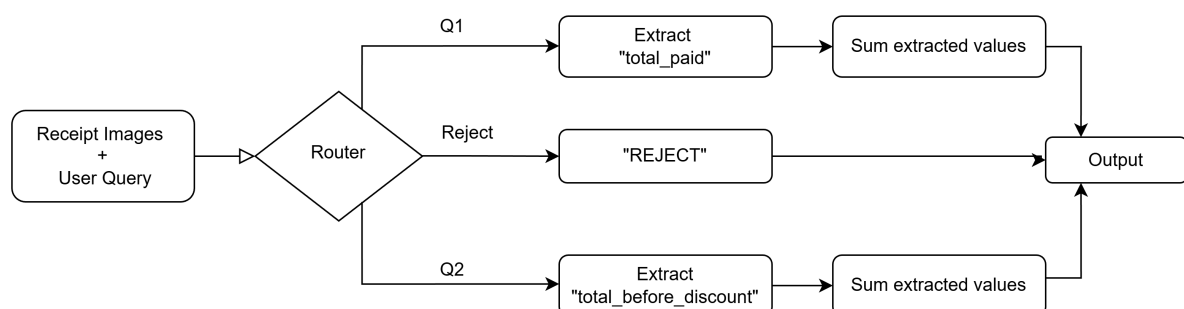 Q1
Extract
"total_paid"
Sum extracted values
Receipt Images
+
User Query
Router
Reject
"REJECT"
Output
Q2
Extract
"total_before_discount"
Sum extracted values